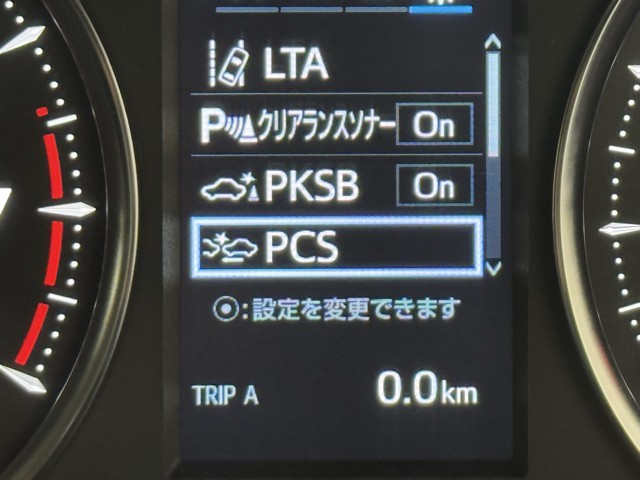 LTA
Pクリアランスソナー On
PKSB On
PCS
:設定を変更できます
TRIP A 0.0km